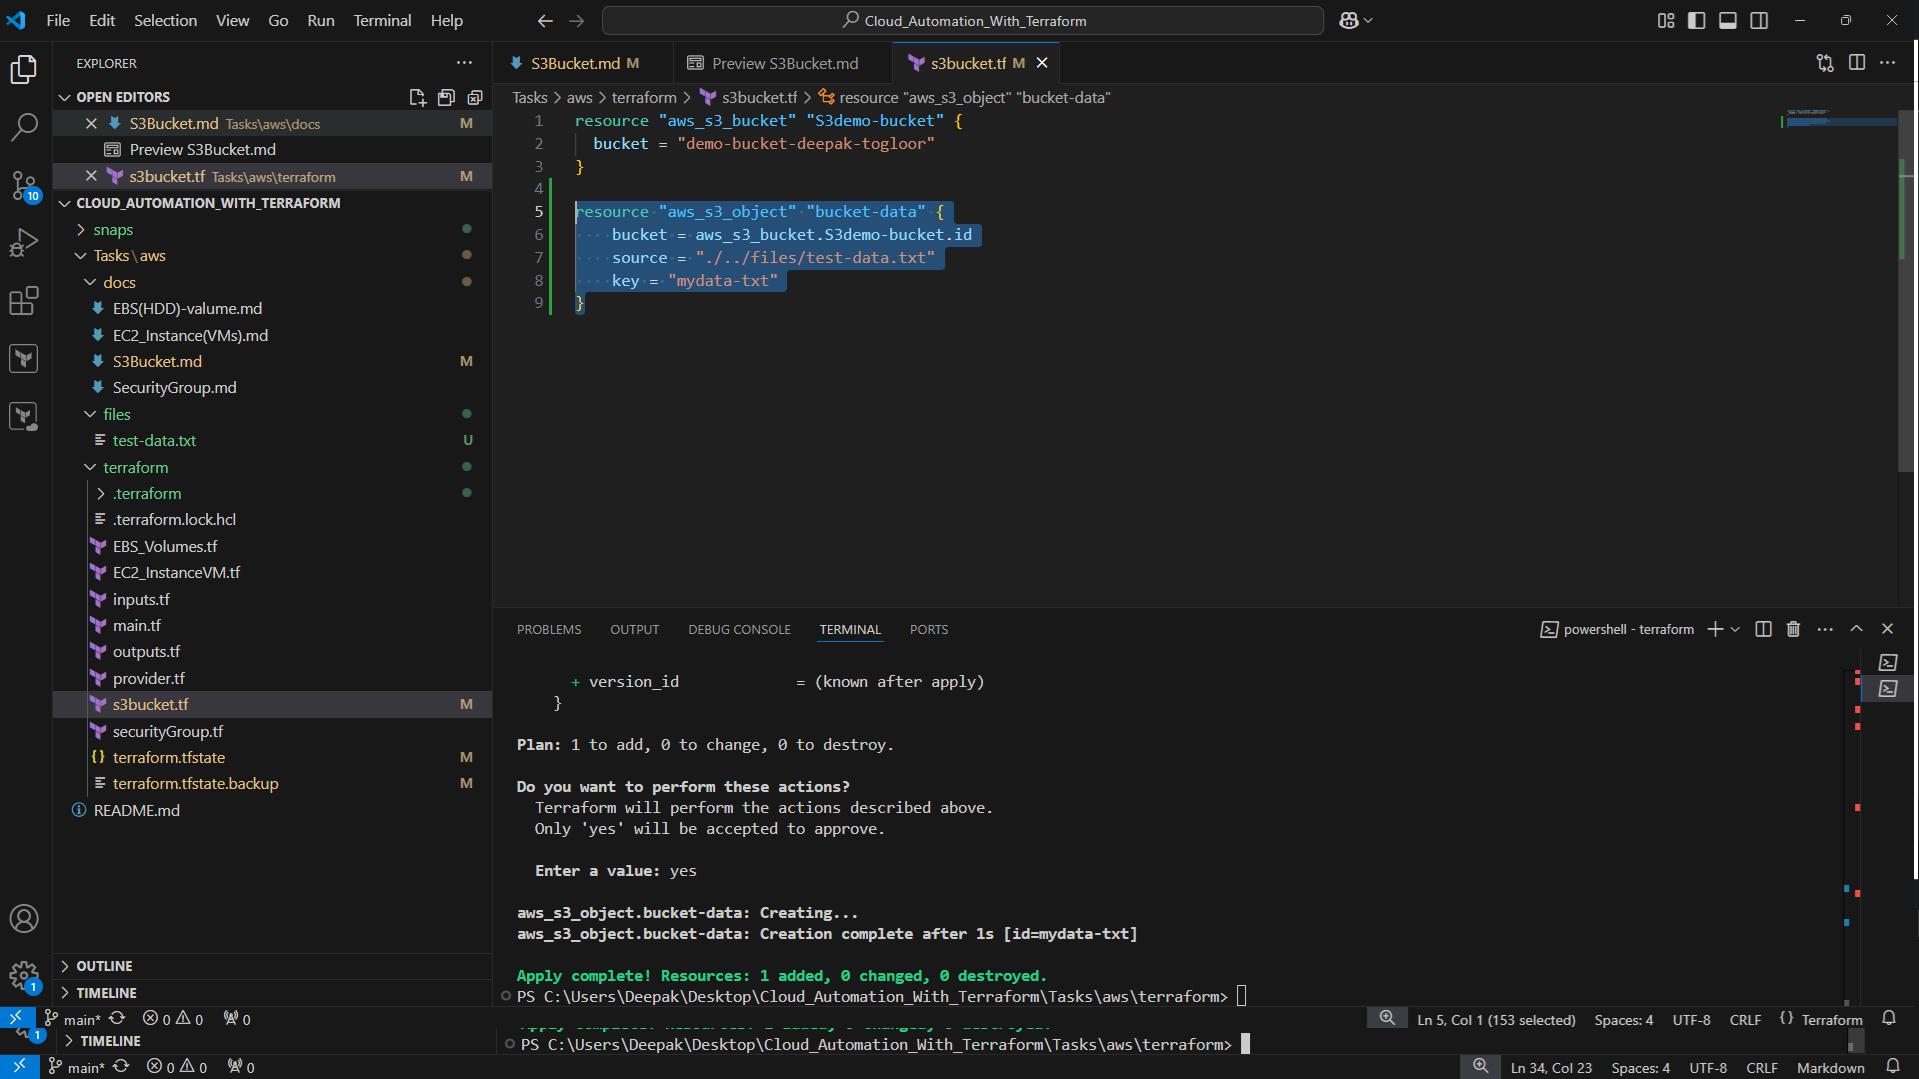 File Edit Selection View Go Run Terminal Help
Cloud_Automation_With_Terraform
EXPLORER
OPEN EDITORS
S3Bucket.md Tasks\aws\docs M
Preview S3Bucket.md
s3bucket.tf Tasks\aws\terraform M
CLOUD_AUTOMATION_WITH_TERRAFORM
snaps
Tasks\aws
docs
EBS(HDD)-valume.md
EC2_Instance(VMs).md
S3Bucket.md M
SecurityGroup.md
files
test-data.txt U
terraform
.terraform
.terraform.lock.hcl
EBS_Volumes.tf
EC2_InstanceVM.tf
inputs.tf
main.tf
outputs.tf
provider.tf
s3bucket.tf M
securityGroup.tf
terraform.tfstate M
terraform.tfstate.backup M
README.md
OUTLINE
TIMELINE
10
1
S3Bucket.md M Preview S3Bucket.md s3bucket.tf M
Tasks > aws > terraform > s3bucket.tf > resource "aws_s3_object" "bucket-data"
1 resource "aws_s3_bucket" "S3demo-bucket" {
2 bucket = "demo-bucket-deepak-togloor"
3 }
4
5 resource "aws_s3_object" "bucket-data" {
6 bucket = aws_s3_bucket.S3demo-bucket.id
7 source = "./../files/test-data.txt"
8 key = "mydata-txt"
9 }
PROBLEMS OUTPUT DEBUG CONSOLE TERMINAL PORTS
powershell - terraform
+ version_id = (known after apply)
}
Plan: 1 to add, 0 to change, 0 to destroy.
Do you want to perform these actions?
Terraform will perform the actions described above.
Only 'yes' will be accepted to approve.
Enter a value: yes
aws_s3_object.bucket-data: Creating...
aws_s3_object.bucket-data: Creation complete after 1s [id=mydata-txt]
Apply complete! Resources: 1 added, 0 changed, 0 destroyed.
PS C:\Users\Deepak\Desktop\Cloud_Automation_With_Terraform\Tasks\aws\terraform>
main* 0 0 0 Ln 5, Col 1 (153 selected) Spaces: 4 UTF-8 CRLF {} Terraform
1
TIMELINE
PS C:\Users\Deepak\Desktop\Cloud_Automation_With_Terraform\Tasks\aws\terraform>
main* 0 0 0 Ln 34, Col 23 Spaces: 4 UTF-8 CRLF Markdown